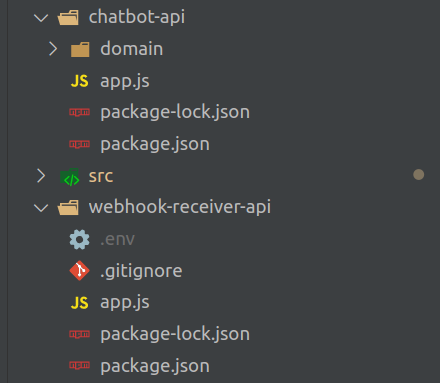 chatbot-api
domain
JS app.js
npm package-lock.json
npm package.json
</> src
webhook-receiver-api
.env
.gitignore
JS app.js
npm package-lock.json
npm package.json